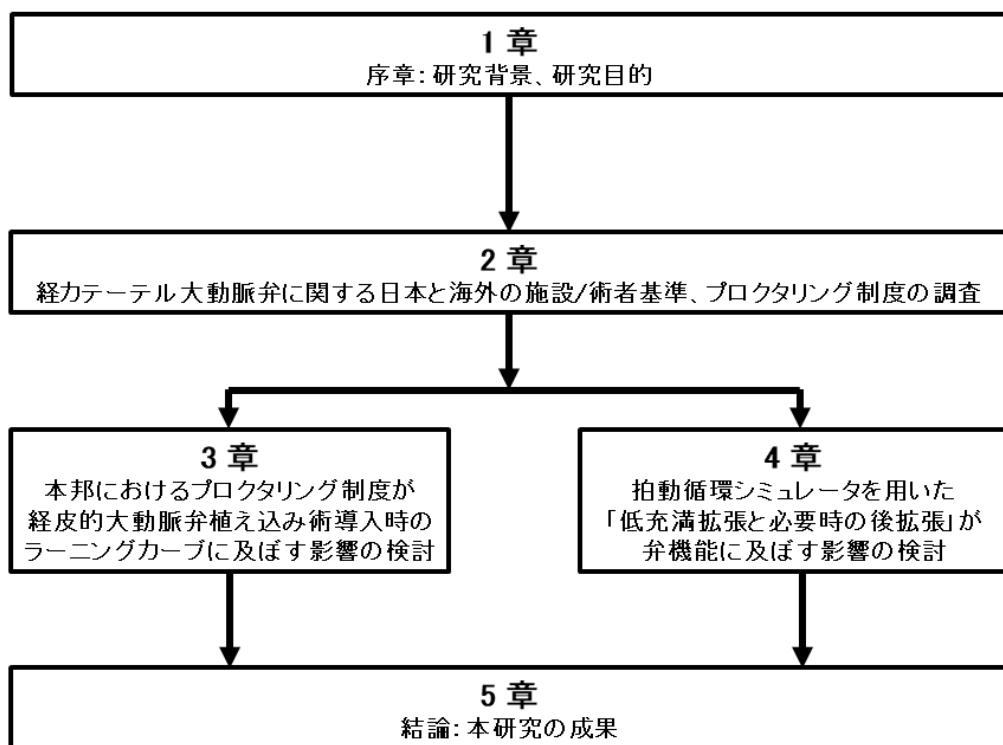 1 章
序章: 研究背景、研究目的
2 章
経カテーテル大動脈弁に関する日本と海外の施設/術者基準、プロクタリング制度の調査
3 章
本邦におけるプロクタリング制度が
経皮的大動脈弁植え込み術導入時の
ラーニングカーブに及ぼす影響の検討
4 章
拍動循環シミュレータを用いた
「低充満拡張と必要時の後拡張」が
弁機能に及ぼす影響の検討
5 章
結論: 本研究の成果